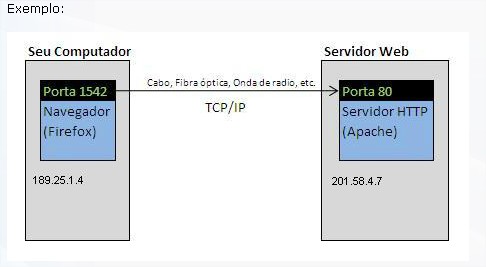 Exemplo:
Seu Computador
Servidor Web
Porta 1542
Navegador
(Firefox)
189.25.1.4
Cabo, Fibra óptica, Onda de radio, etc.
TCP/IP
Porta 80
Servidor HTTP
(Apache)
201.58.4.7